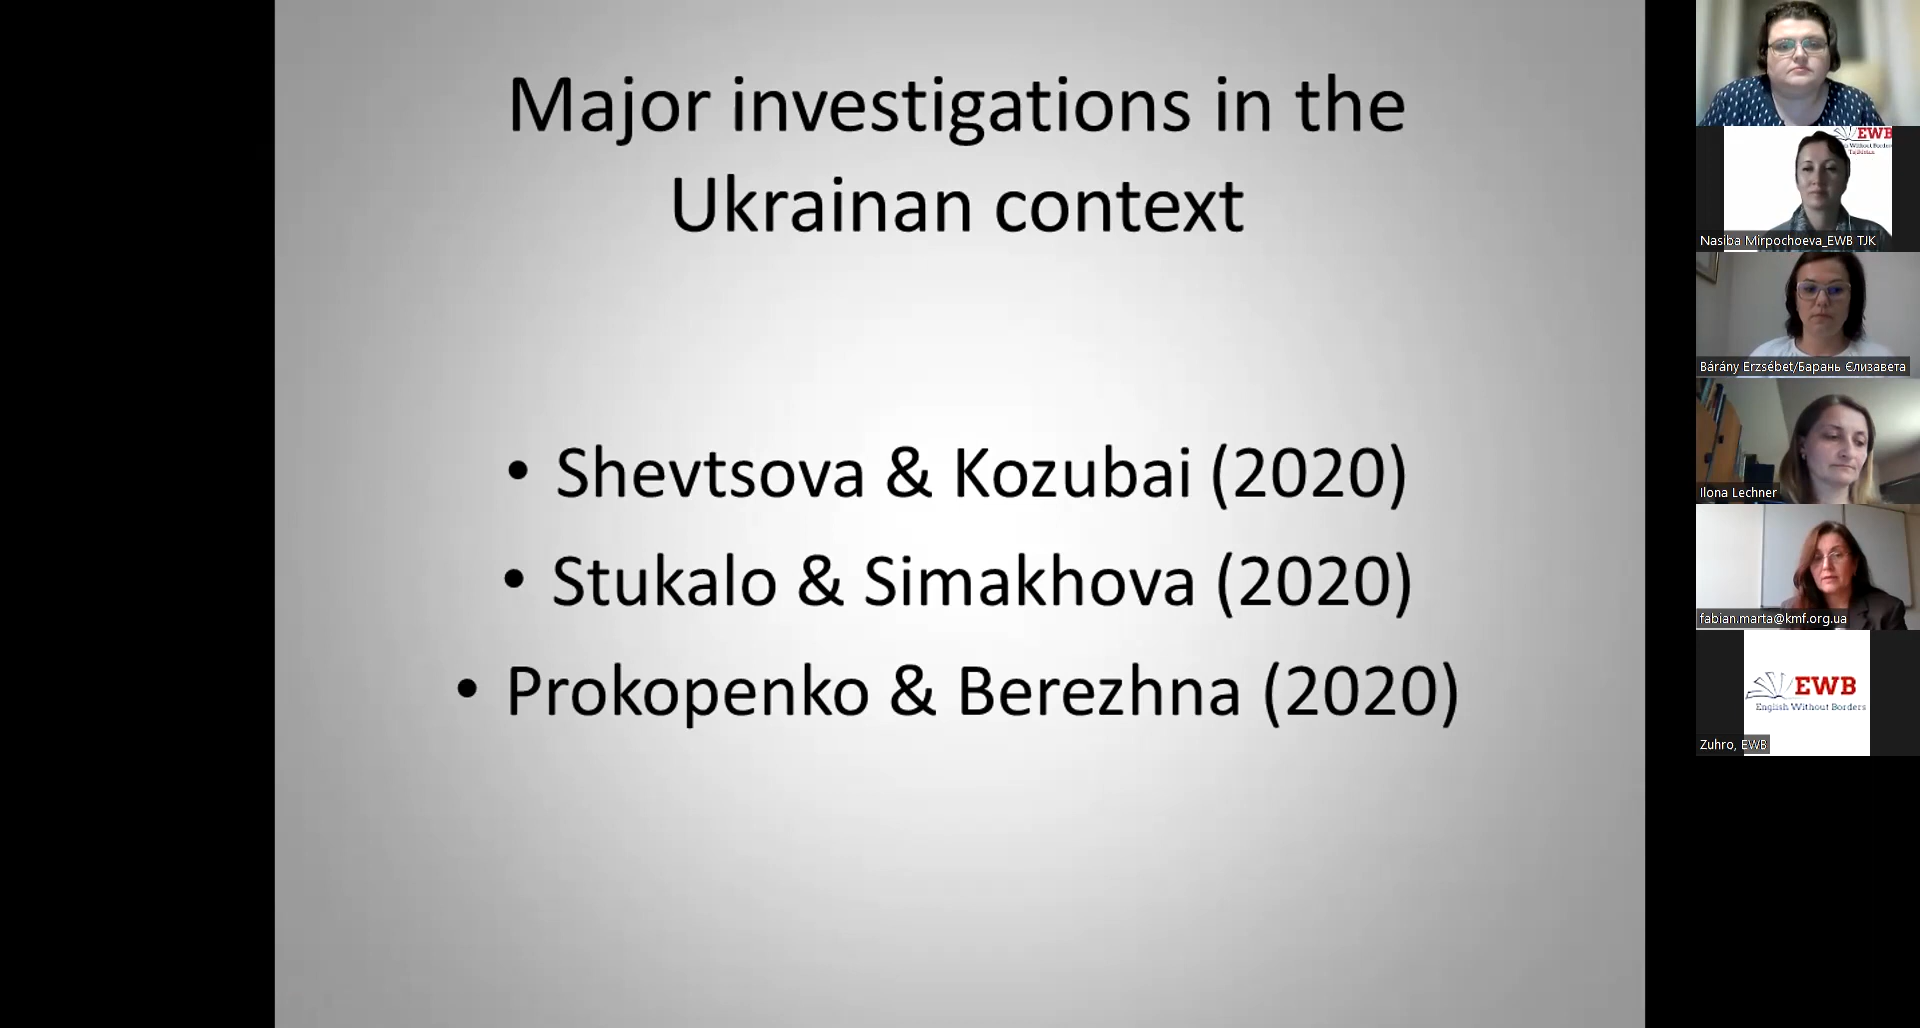 Major investigations in the
Ukrainan context
• Shevtsova & Kozubai (2020)
• Stukalo & Simakhova (2020)
• Prokopenko & Berezhna (2020)
EWB
Nasiba Mirpochoeva_EWB TJK
Bárány Erzsébet/Барань Єлизавета
Ilona Lechner
fabian.marta@kmf.org.ua
EWB
English Without Borders
Zuhro, EWB